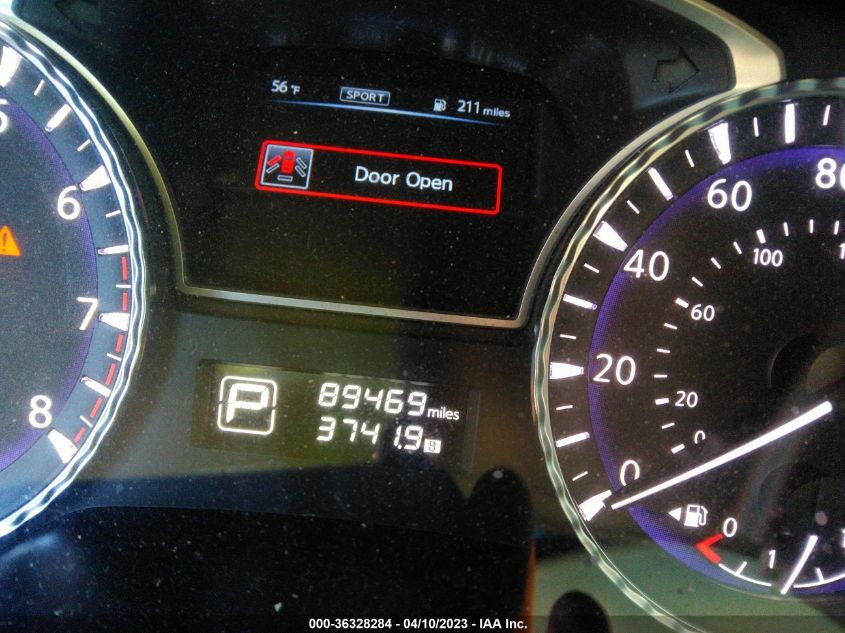 56 °F SPORT 211 miles
Door Open
5
6
7
8
P
89469 miles
3741.9 B
0 20 40 60 80
0 20 60 100
0 1
000-36328284 - 04/10/2023 - IAA Inc.